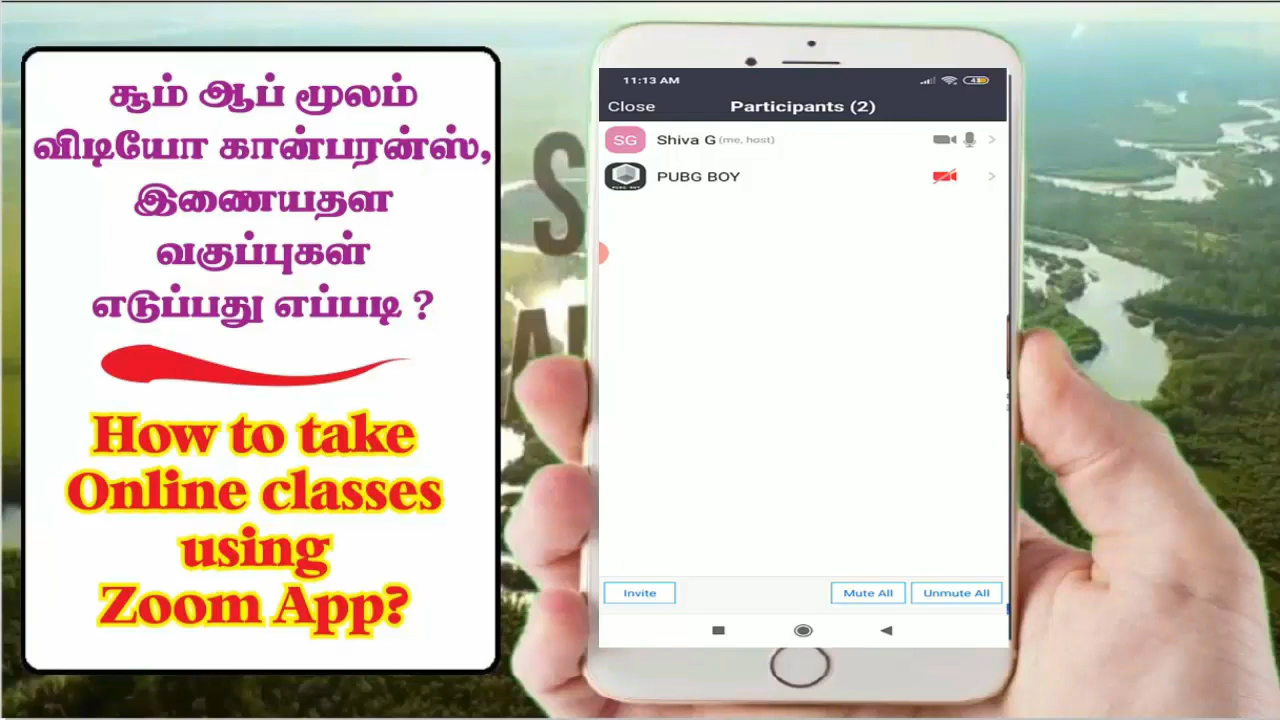 சூம் ஆப் மூலம்
விடியோ கான்பரன்ஸ்,
இணையதள
வகுப்புகள்
எடுப்பது எப்படி ?
How to take
Online classes
using
Zoom App?
11:13 AM
Close Participants (2)
SG Shiva G (me, host)
PUBG BOY
Invite Mute All Unmute All